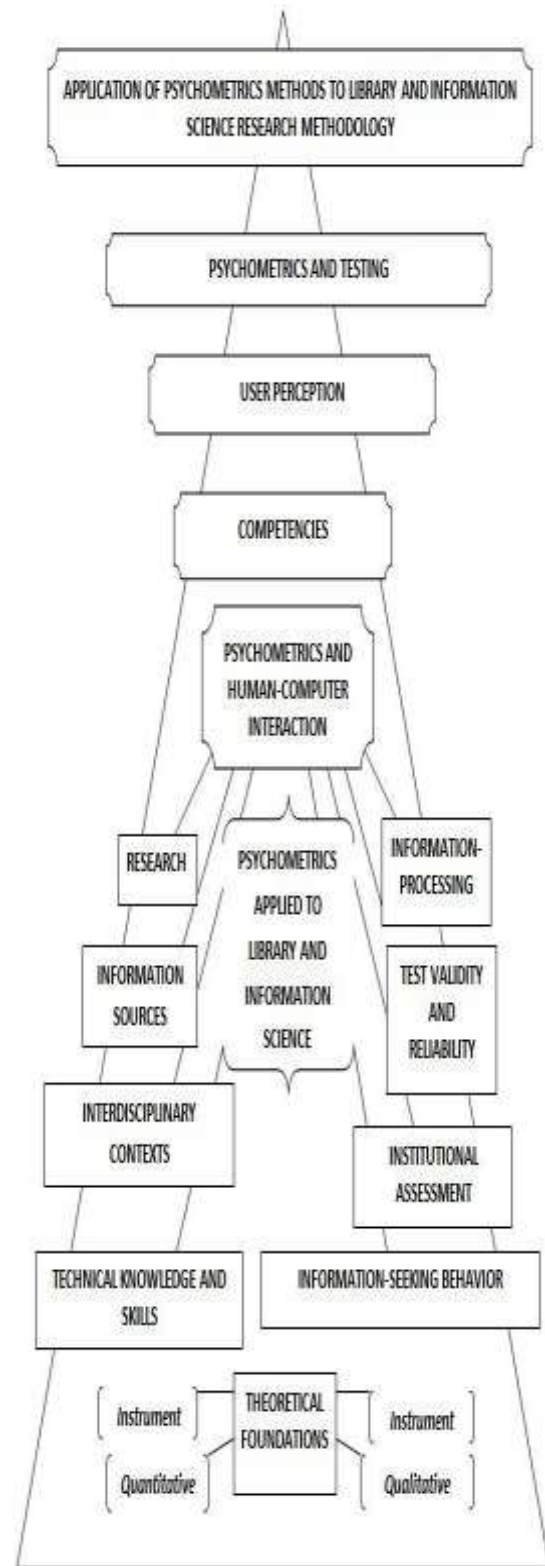 APPLICATION OF PSYCHOMETRICS METHODS TO LIBRARY AND INFORMATION
SCIENCE RESEARCH METHODOLOGY
PSYCHOMETRICS AND TESTING
USER PERCEPTION
COMPETENCIES
PSYCHOMETRICS AND
HUMAN-COMPUTER
INTERACTION
RESEARCH
PSYCHOMETRICS
APPLIED TO
LIBRARY AND
INFORMATION
SCIENCE
INFORMATION-
PROCESSING
INFORMATION
SOURCES
TEST VALIDITY
AND
RELIABILITY
INTERDISCIPLINARY
CONTEXTS
INSTITUTIONAL
ASSESSMENT
TECHNICAL KNOWLEDGE AND
SKILLS
INFORMATION-SEEKING BEHAVIOR
Instrument
THEORETICAL
FOUNDATIONS
Instrument
Quantitative
Qualitative